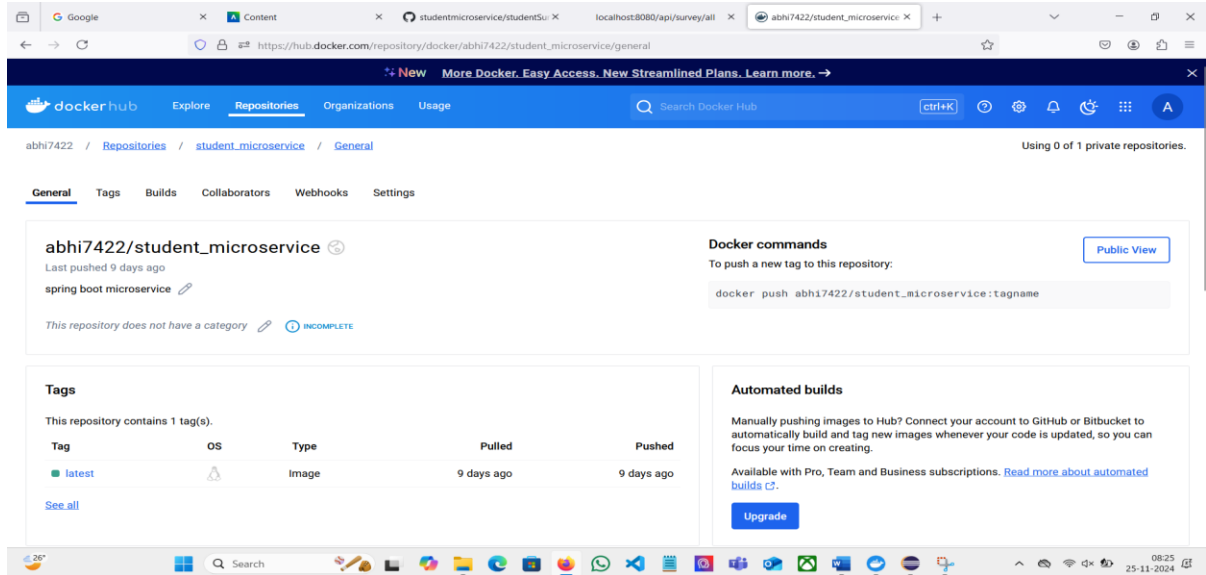 Google
Content
studentmicroservice/studentSu
localhost:8080/api/survey/all
abhi7422/student_microservice
https://hub.docker.com/repository/docker/abhi7422/student_microservice/general
New More Docker. Easy Access. New Streamlined Plans. Learn more. →
dockerhub Explore Repositories Organizations Usage Search Docker Hub ctrl+K A
abhi7422 / Repositories / student_microservice / General Using 0 of 1 private repositories.
General Tags Builds Collaborators Webhooks Settings
abhi7422/student_microservice
Last pushed 9 days ago
spring boot microservice
This repository does not have a category INCOMPLETE
Docker commands
Public View
To push a new tag to this repository:
docker push abhi7422/student_microservice:tagname
Tags
This repository contains 1 tag(s).
Tag OS Type Pulled Pushed
latest Image 9 days ago 9 days ago
See all
Automated builds
Manually pushing images to Hub? Connect your account to GitHub or Bitbucket to
automatically build and tag new images whenever your code is updated, so you can
focus your time on creating.
Available with Pro, Team and Business subscriptions. Read more about automated
builds.
Upgrade
26°
Search
08:25
25-11-2024